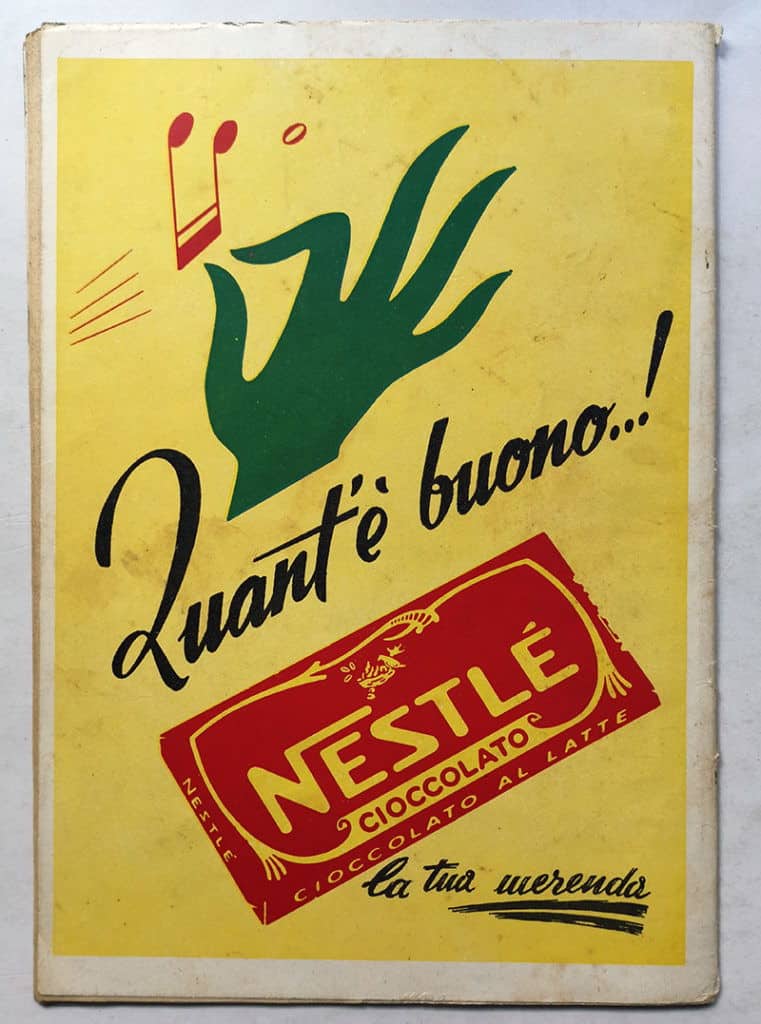 Quant'è buono...!
NESTLÉ
CIOCCOLATO
CIOCCOLATO AL LATTE
NESTLÉ
la tua merenda